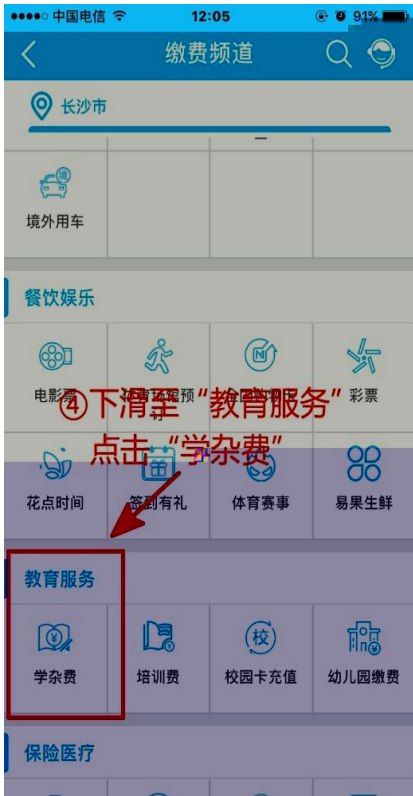 中国电信 12:05 91%
缴费频道
长沙市
境外用车
餐饮娱乐
电影票 彩票
④下滑至“教育服务”
点击“学杂费”
花点时间 签到有礼 体育赛事 易果生鲜
教育服务
学杂费 培训费 校园卡充值 幼儿园缴费
保险医疗